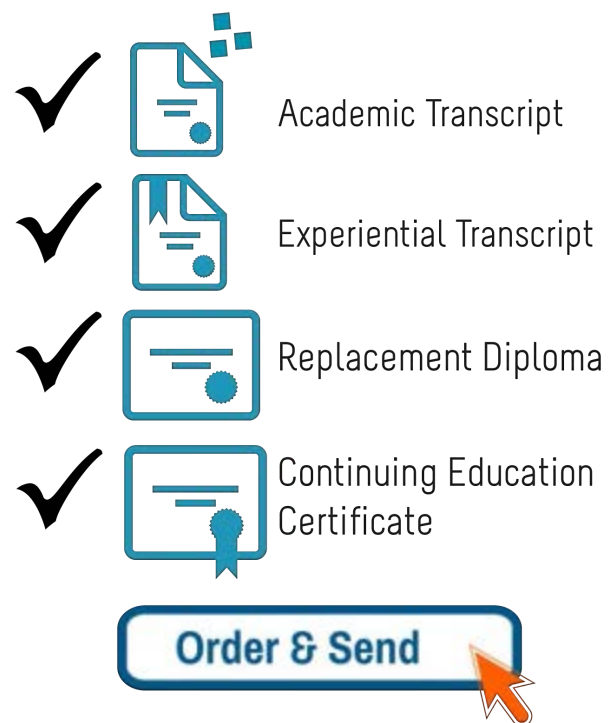 Academic Transcript
Experiential Transcript
Replacement Diploma
Continuing Education
Certificate
Order & Send